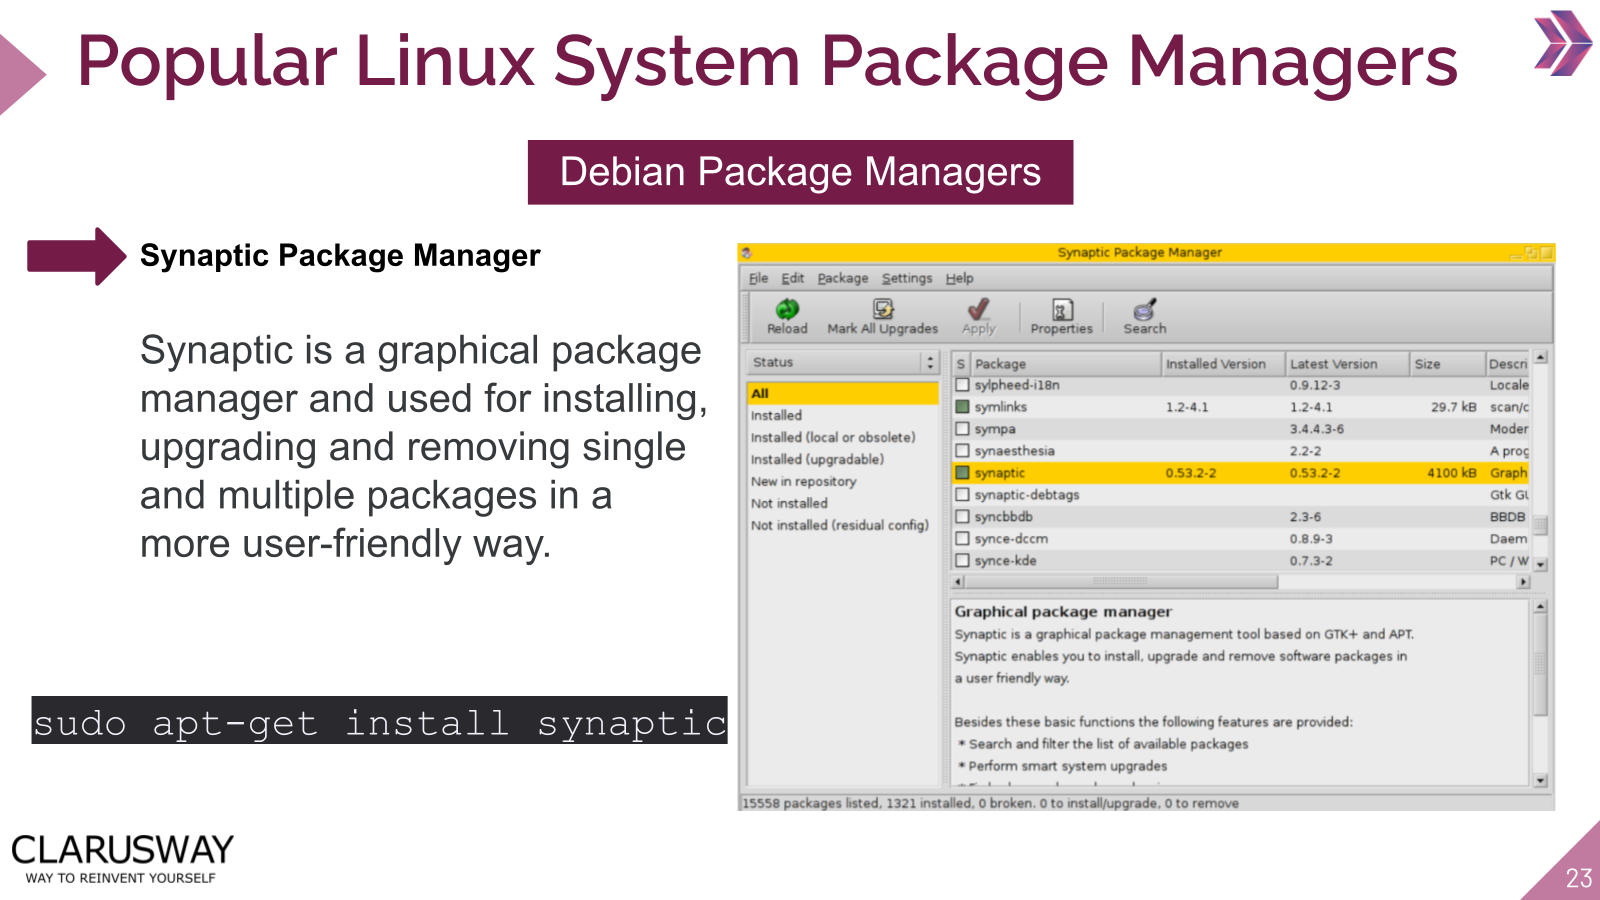 Popular Linux System Package Managers
Debian Package Managers
Synaptic Package Manager
Synaptic is a graphical package
manager and used for installing,
upgrading and removing single
and multiple packages in a
more user-friendly way.
sudo apt-get install synaptic
Synaptic Package Manager
File Edit Package Settings Help
Reload Mark All Upgrades Apply Properties Search
Status
All
Installed
Installed (local or obsolete)
Installed (upgradable)
New in repository
Not installed
Not installed (residual config)
S Package Installed Version Latest Version Size Descri
sylpheed-i18n 0.9.12-3 Locale
symlinks 1.2-4.1 1.2-4.1 29.7 kB scan/c
sympa 3.4.4.3-6 Moder
synaesthesia 2.2-2 A prog
synaptic 0.53.2-2 0.53.2-2 4100 kB Graph
synaptic-debtags Gtk GU
syncbbdb 2.3-6 BBDB
synce-dccm 0.8.9-3 Daem
synce-kde 0.7.3-2 PC / W
Graphical package manager
Synaptic is a graphical package management tool based on GTK+ and APT.
Synaptic enables you to install, upgrade and remove software packages in
a user friendly way.
Besides these basic functions the following features are provided:
* Search and filter the list of available packages
* Perform smart system upgrades
15558 packages listed, 1321 installed, 0 broken. 0 to install/upgrade, 0 to remove
CLARUSWAY
WAY TO REINVENT YOURSELF
23